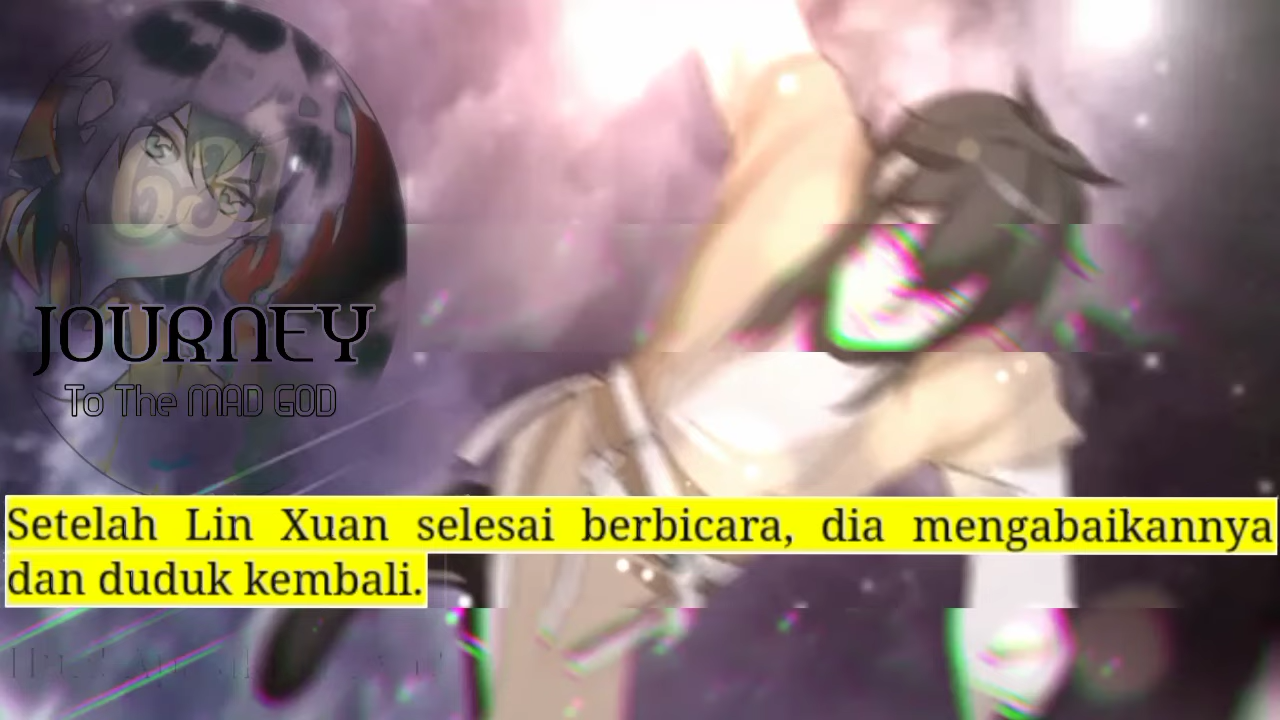 JOURNEY
To The MAD GOD
Setelah Lin Xuan selesai berbicara, dia mengabaikannya
dan duduk kembali.